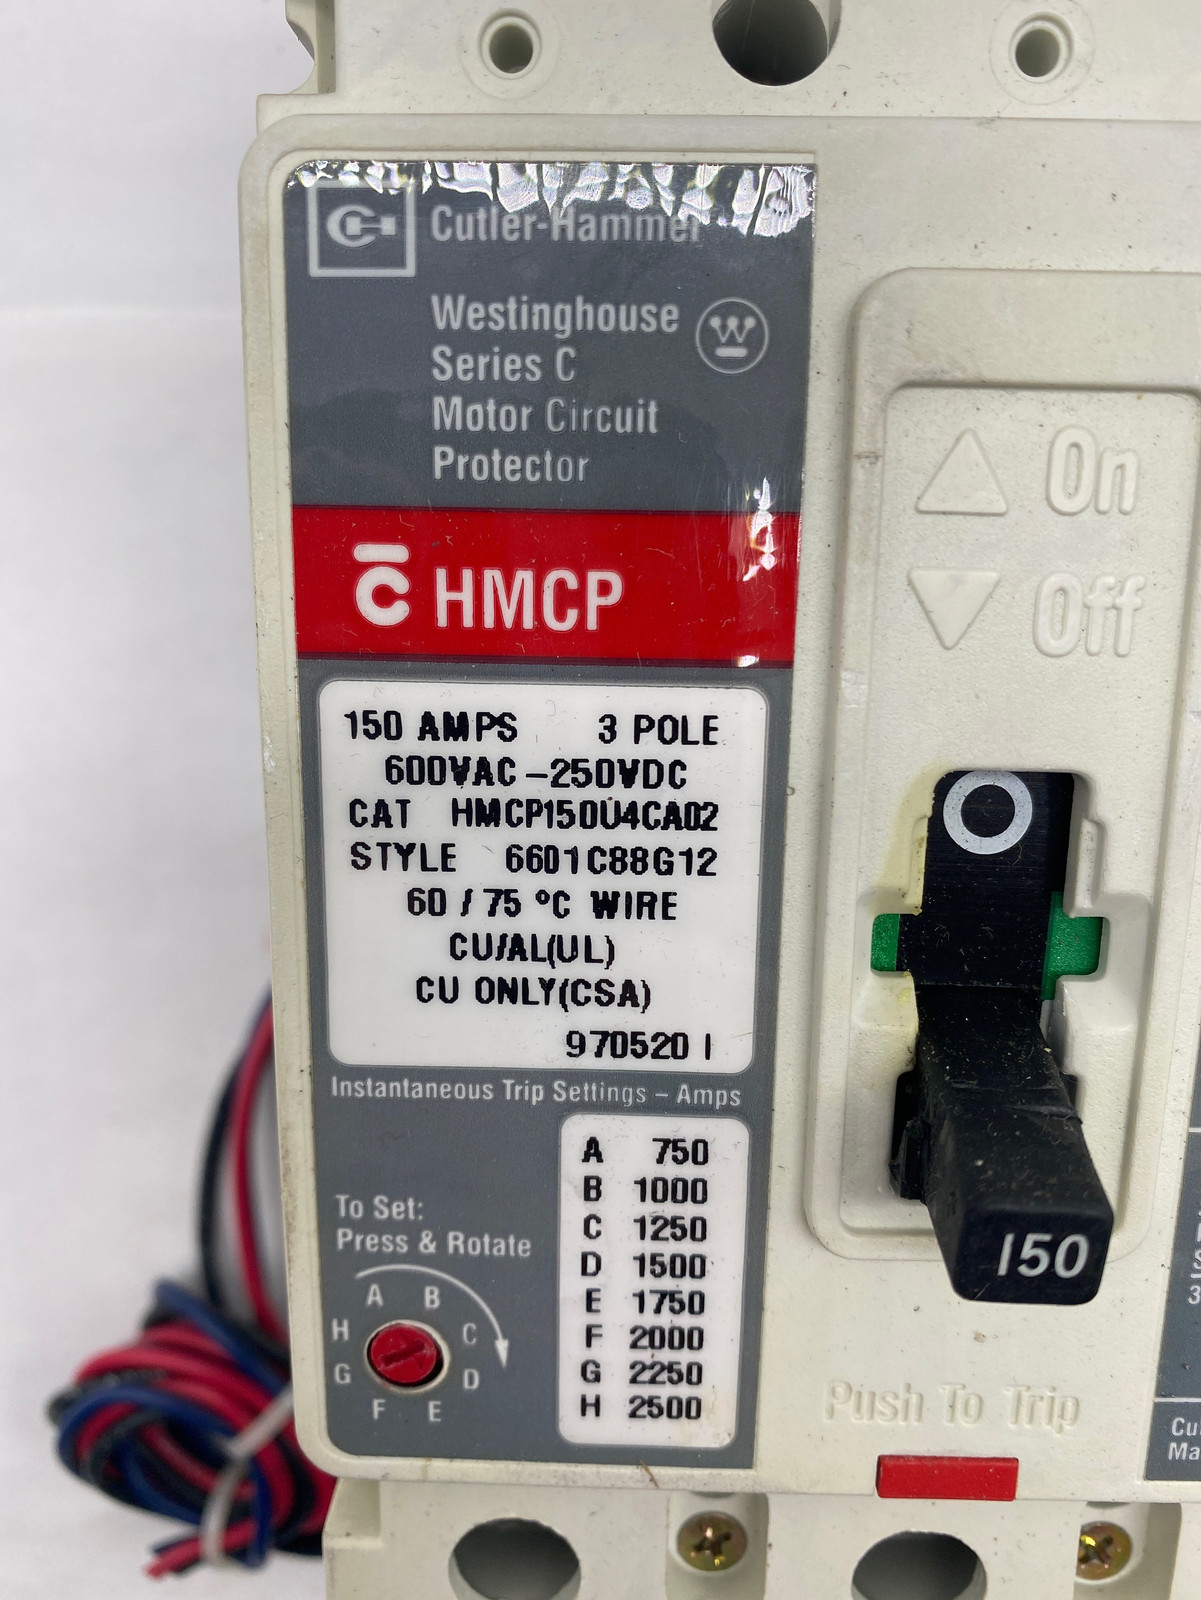 Cutler-Hammer
Westinghouse
Series C
Motor Circuit
Protector
C HMCP
150 AMPS 3 POLE
600VAC-250VDC
CAT HMCP150U4CA02
STYLE 6601C88G12
60 / 75 °C WIRE
CU/AL(UL)
CU ONLY(CSA)
970520 I
Instantaneous Trip Settings – Amps
A 750
B 1000
C 1250
D 1500
E 1750
F 2000
G 2250
H 2500
To Set:
Press & Rotate
A B
H C
G D
F E
On
Off
O
150
Push To Trip
Cu
Ma